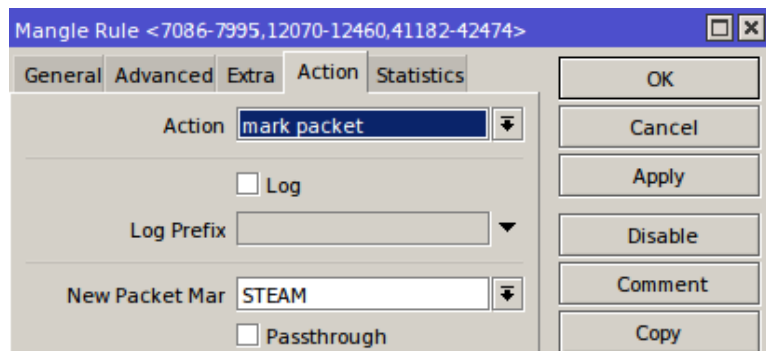 Mangle Rule <7086-7995,12070-12460,41182-42474>
General Advanced Extra Action Statistics
OK
Action mark packet
Cancel
Log
Apply
Log Prefix
Disable
New Packet Mar STEAM
Comment
Passthrough
Copy